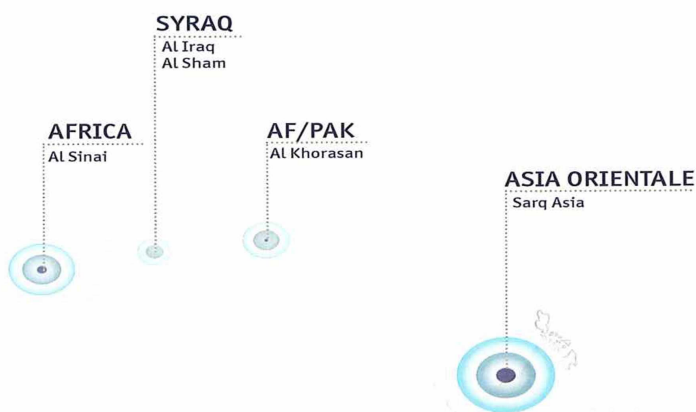 SYRAQ
Al Iraq
Al Sham
AFRICA
Al Sinai
AF/PAK
Al Khorasan
ASIA ORIENTALE
Sarq Asia